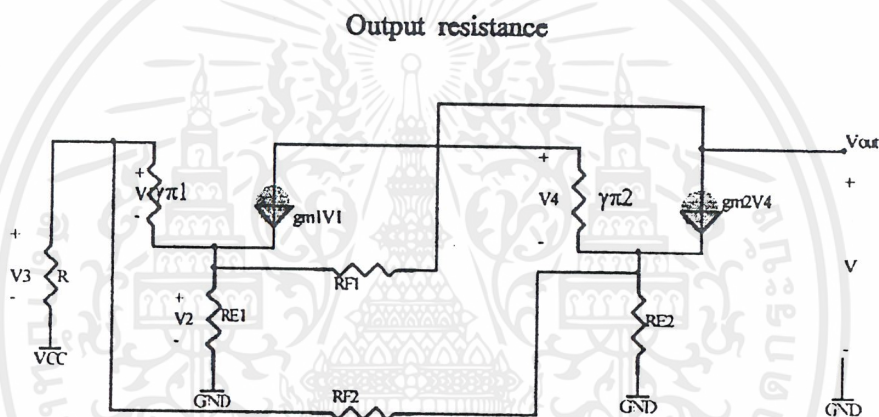 Output resistance
Vout
+
V
-
GND
+
V3
-
R
VCC
+
γπ1
-
gm1V1
+
V2
-
RE1
GND
RF1
RF2
+
V4
-
γπ2
gm2V4
RE2
GND